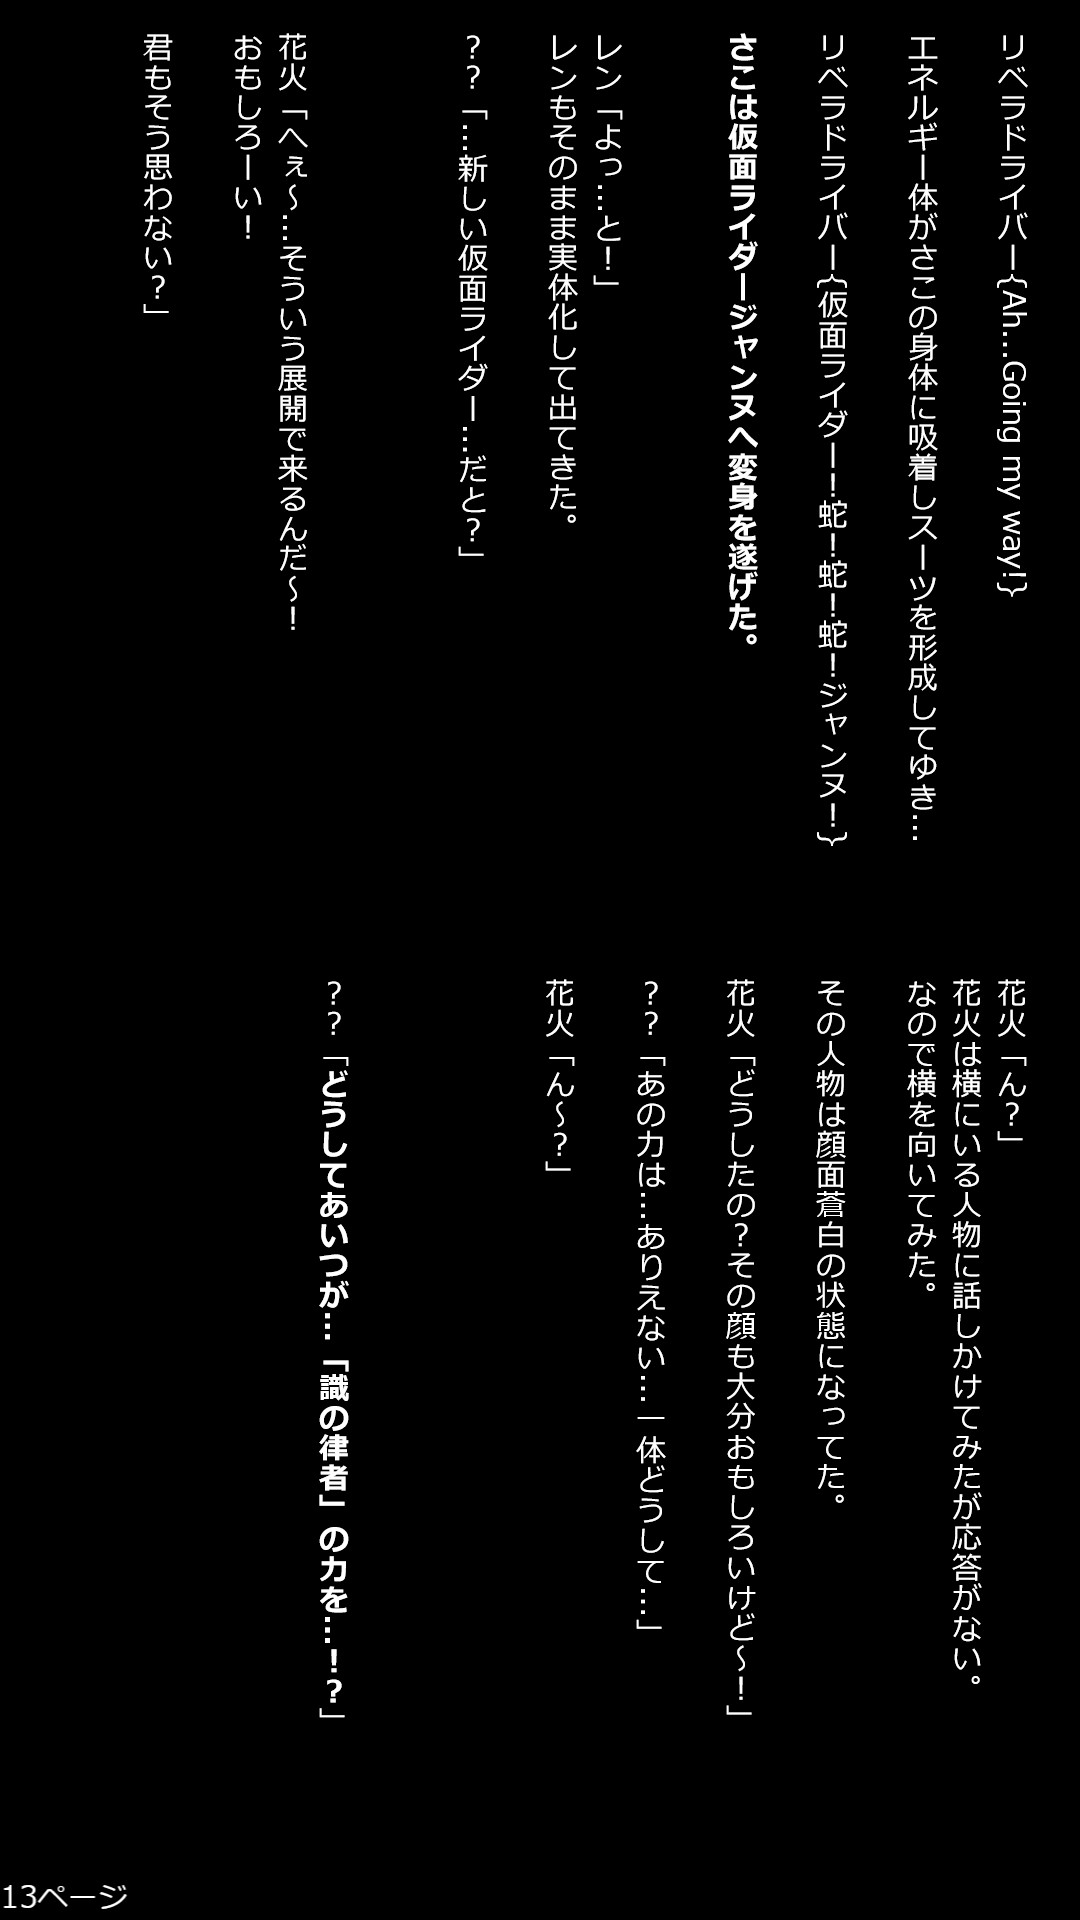 リベラドライバー{Ah…Going my way!}
エネルギー体がさこの身体に吸着しスーツを形成してゆき…
リベラドライバー{仮面ライダー！蛇！蛇！蛇！ジャンヌ！}
さこは仮面ライダージャンヌへ変身を遂げた。
レン「よっ…と！」
レンもそのまま実体化して出てきた。
？？「…新しい仮面ライダー…だと？」
花火「へぇ〜…そういう展開で来るんだ〜！
おもしろーい！
君もそう思わない？」
花火「ん？」
花火は横にいる人物に話しかけてみたが応答がない。
なので横を向いてみた。
その人物は顔面蒼白の状態になってた。
花火「どうしたの？その顔も大分おもしろいけど〜！」
？？「あの力は…ありえない…一体どうして…」
花火「ん〜？」
？？「どうしてあいつが…「識の律者」の力を…！？」
13ページ